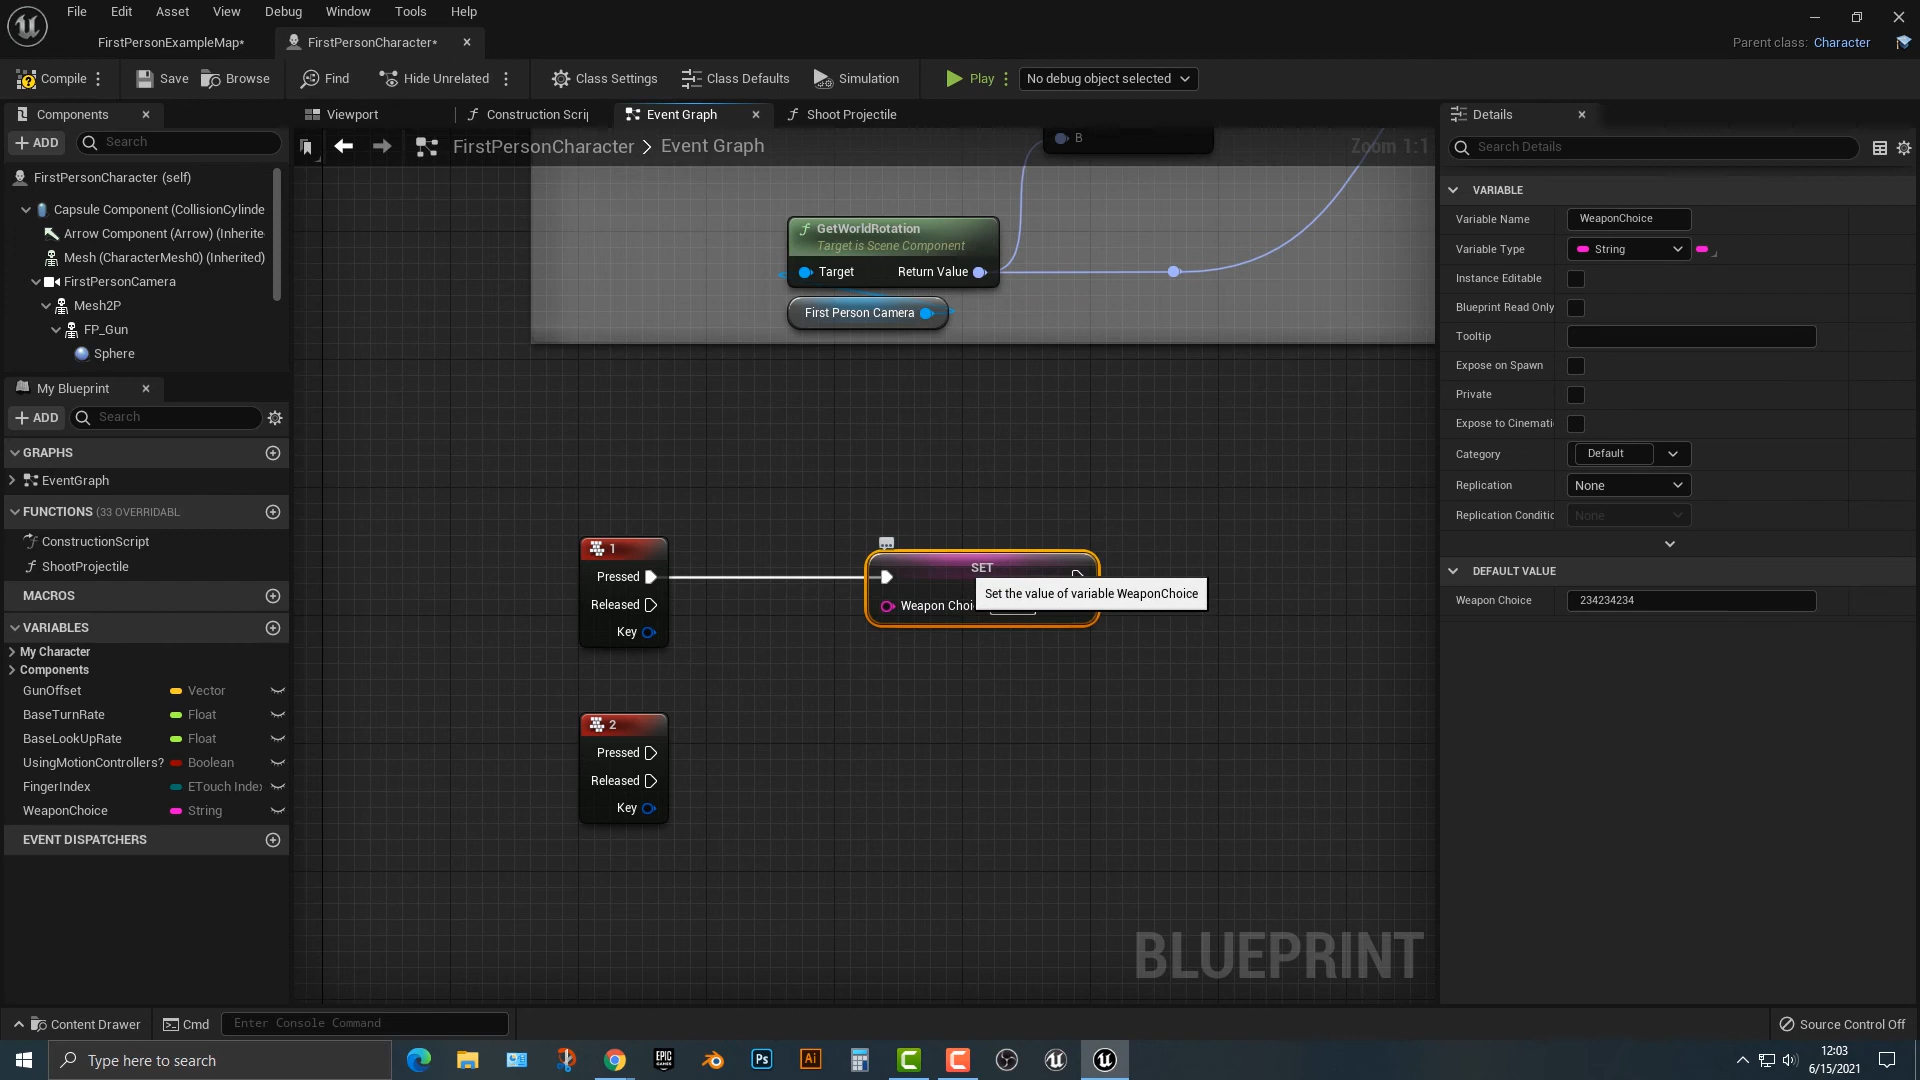 File Edit Asset View Debug Window Tools Help
FirstPersonExampleMap* FirstPersonCharacter* Parent class: Character
Compile Save Browse Find Hide Unrelated Class Settings Class Defaults Simulation Play No debug object selected
Components Viewport Construction Scrip Event Graph Shoot Projectile Details
ADD Search FirstPersonCharacter > Event Graph Zoom 1:1 Search Details
B
FirstPersonCharacter (self)
VARIABLE
Capsule Component (CollisionCylinde
Variable Name WeaponChoice
Arrow Component (Arrow) (Inherite
GetWorldRotation
Target is Scene Component
Variable Type String
Mesh (CharacterMesh0) (Inherited)
Target Return Value
Instance Editable
FirstPersonCamera
Blueprint Read Only
Mesh2P
First Person Camera
Tooltip
FP_Gun
Sphere
Expose on Spawn
Private
My Blueprint
ADD Search
Expose to Cinemati
GRAPHS
Category Default
EventGraph
Replication None
FUNCTIONS (33 OVERRIDABL
Replication Conditic None
ConstructionScript
ShootProjectile
1
Pressed
Released
Key
SET
Weapon Choi
Set the value of variable WeaponChoice
DEFAULT VALUE
Weapon Choice 234234234
MACROS
VARIABLES
My Character
Components
GunOffset Vector
BaseTurnRate Float
BaseLookUpRate Float
UsingMotionControllers? Boolean
FingerIndex ETouch Index
WeaponChoice String
EVENT DISPATCHERS
2
Pressed
Released
Key
BLUEPRINT
Content Drawer Cmd Enter Console Command Source Control Off
Type here to search
EPIC
GAMES
Ps
Ai
12:03
6/15/2021